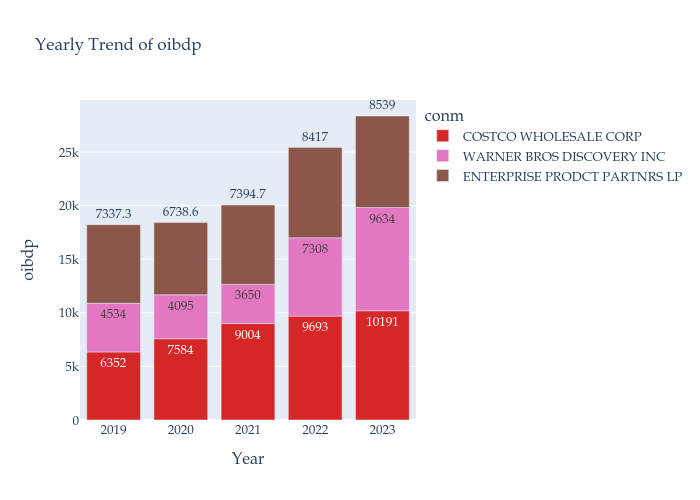 Yearly Trend of oibdp
conm
COSTCO WHOLESALE CORP
WARNER BROS DISCOVERY INC
ENTERPRISE PRODCT PARTNRS LP
oibdp
25k
20k
15k
10k
5k
0
7337.3
6738.6
7394.7
8417
8539
4534
4095
3650
7308
9634
6352
7584
9004
9693
10191
2019
2020
2021
2022
2023
Year